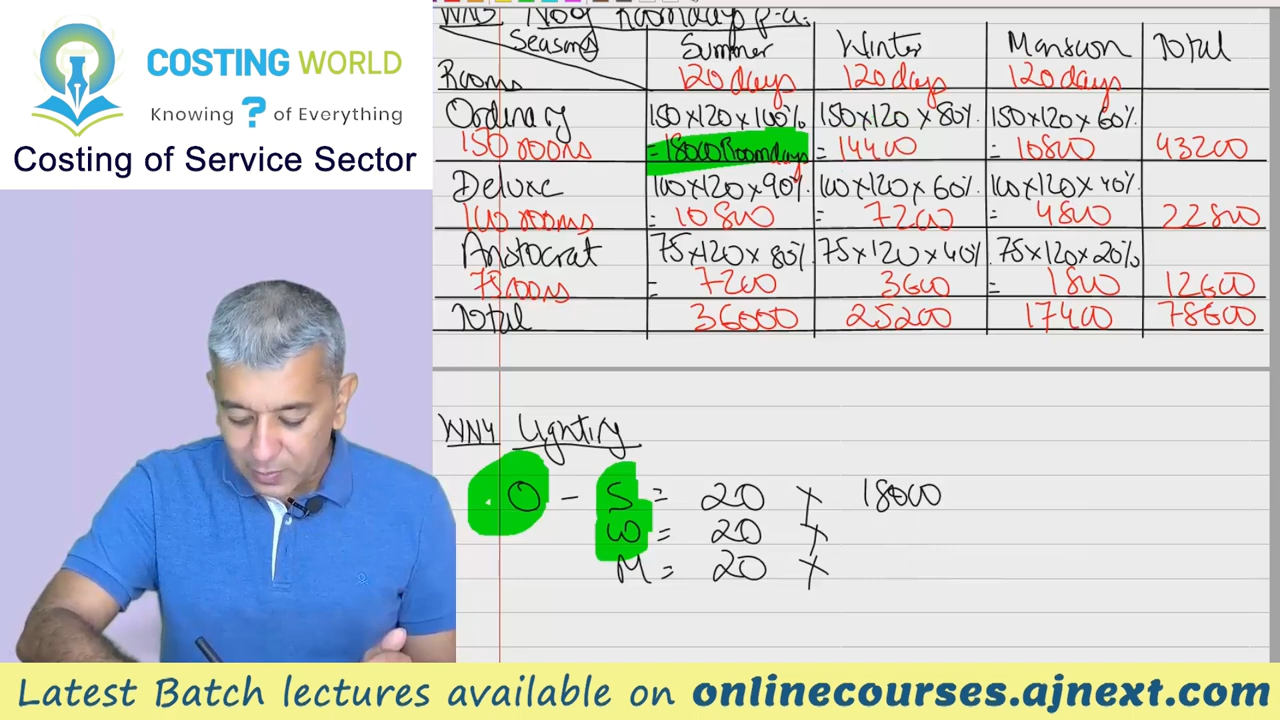 COSTING WORLD
Knowing ? of Everything
Costing of Service Sector
WN3 No of Roomdays p.a.
Seasons Summer Winter Mansoon Total
Rooms 120 days 120 days 120 days
Ordinary 150×120×100% 150×120×80% 150×120×60%
150 rooms = 18000 Roomdays = 14400 = 10800 43200
Deluxe 100×120×90% 100×120×60% 100×120×40%
100 rooms = 10800 = 7200 = 4800 22800
Aristocrat 75×120×80% 75×120×40% 75×120×20%
75 rooms = 7200 3600 = 1800 12600
Total 36000 25200 17400 78600
WN4 Lighting
O - S = 20 × 18000
W = 20 ×
M = 20 ×
Latest Batch lectures available on onlinecourses.ajnext.com